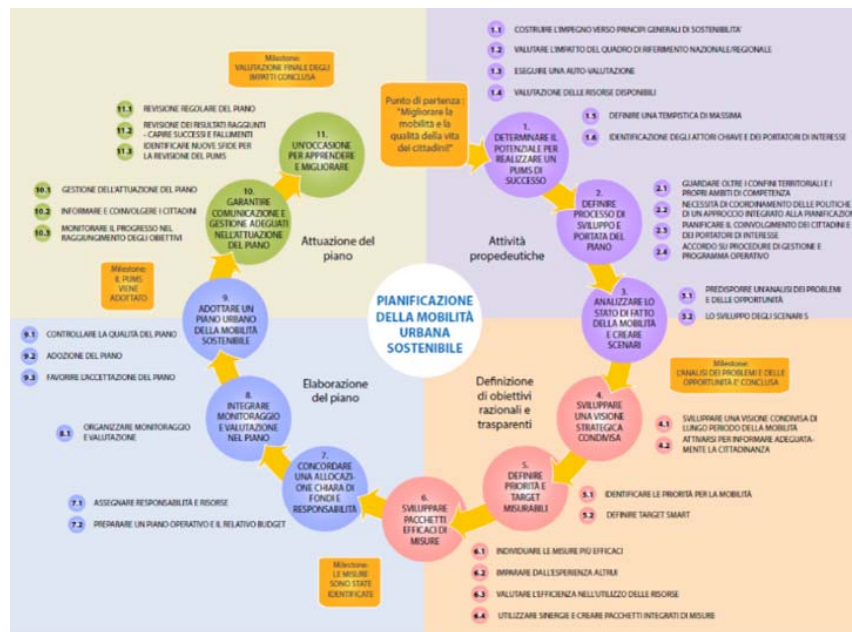 Milestone:
VALUTAZIONE FINALE DEGLI
IMPATTI CONCLUSA
11.1 REVISIONE REGOLARE DEL PIANO
11.2 REVISIONE DEI RISULTATI RAGGIUNTI
- CAPIRE SUCCESSI E FALLIMENTI
11.3 IDENTIFICARE NUOVE SFIDE PER
LA REVISIONE DEL PUMS
11.
UN'OCCASIONE
PER APPRENDERE
E MIGLIORARE
Punto di partenza :
"Migliorare la
mobilità e la
qualità della vita
dei cittadini!"
1.1 COSTRUIRE L'IMPEGNO VERSO PRINCIPI GENERALI DI SOSTENIBILITA'
1.2 VALUTARE L'IMPATTO DEL QUADRO DI RIFERIMENTO NAZIONALE/REGIONALE
1.3 ESEGUIRE UNA AUTO-VALUTAZIONE
1.4 VALUTAZIONE DELLE RISORSE DISPONIBILI
1.5 DEFINIRE UNA TEMPISTICA DI MASSIMA
1.6 IDENTIFICAZIONE DEGLI ATTORI CHIAVE E DEI PORTATORI DI INTERESSE
1.
DETERMINARE IL
POTENZIALE PER
REALIZZARE UN
PUMS DI
SUCCESSO
10.1 GESTIONE DELL'ATTUAZIONE DEL PIANO
10.2 INFORMARE E COINVOLGERE I CITTADINI
10.3 MONITORARE IL PROGRESSO NEL
RAGGIUNGIMENTO DEGLI OBIETTIVI
10.
GARANTIRE
COMUNICAZIONE E
GESTIONE ADEGUATI
NELL'ATTUAZIONE
DEL PIANO
Attuazione del
piano
Attività
propedeutiche
2.
DEFINIRE
PROCESSO DI
SVILUPPO E
PORTATA DEL
PIANO
2.1 GUARDARE OLTRE I CONFINI TERRITORIALI E I
PROPRI AMBITI DI COMPETENZA
2.2 NECESSITÀ DI COORDINAMENTO DELLE POLITICHE
DI UN APPROCCIO INTEGRATO ALLA PIANIFICAZION
2.3 PIANIFICARE IL COINVOLGIMENTO DEI CITTADINI E
DEI PORTATORI DI INTERESSE
2.4 ACCORDO SU PROCEDURE DI GESTIONE E
PROGRAMMA OPERATIVO
Milestone:
IL PUMS
VIENE
ADOTTATO
9.
ADOTTARE UN
PIANO URBANO
DELLA MOBILITÀ
SOSTENIBILE
PIANIFICAZIONE
DELLA MOBILITÀ
URBANA
SOSTENIBILE
3.
ANALIZZARE LO
STATO DI FATTO
DELLA MOBILITÀ
E CREARE
SCENARI
3.1 PREDISPORRE UN'ANALISI DEI PROBLEMI
E DELLE OPPORTUNITÀ
3.2 LO SVILUPPO DEGLI SCENARI S
9.1 CONTROLLARE LA QUALITÀ DEL PIANO
9.2 ADOZIONE DEL PIANO
9.3 FAVORIRE L'ACCETTAZIONE DEL PIANO
Elaborazione
del piano
Definizione
di obiettivi
razionali e
trasparenti
Milestone:
L'ANALISI DEI PROBLEMI E DELLE
OPPORTUNITÀ E' CONCLUSA
8.
INTEGRARE
MONITORAGGIO
E VALUTAZIONE
NEL PIANO
4.
SVILUPPARE
UNA VISIONE
STRATEGICA
CONDIVISA
4.1 SVILUPPARE UNA VISIONE CONDIVISA DI
LUNGO PERIODO DELLA MOBILITÀ
4.2 ATTIVARSI PER INFORMARE ADEGUATA-
MENTE LA CITTADINANZA
8.1 ORGANIZZARE MONITORAGGIO
E VALUTAZIONE
7.
CONCORDARE
UNA ALLOCAZI-
ONE CHIARA DI
FONDI E
RESPONSABILITÀ
5.
DEFINIRE
PRIORITÀ E
TARGET
MISURABILI
5.1 IDENTIFICARE LE PRIORITÀ PER LA MOBILITÀ
5.2 DEFINIRE TARGET SMART
7.1 ASSEGNARE RESPONSABILITÀ E RISORSE
7.2 PREPARARE UN PIANO OPERATIVO E IL RELATIVO BUDGET
6.
SVILUPPARE
PACCHETTI
EFFICACI DI
MISURE
Milestone:
LE MISURE
SONO STATE
IDENTIFICATE
6.1 INDIVIDUARE LE MISURE PIÙ EFFICACI
6.2 IMPARARE DALL'ESPERIENZA ALTRUI
6.3 VALUTARE L'EFFICIENZA NELL'UTILIZZO DELLE RISORSE
6.4 UTILIZZARE SINERGIE E CREARE PACCHETTI INTEGRATI DI MISURE